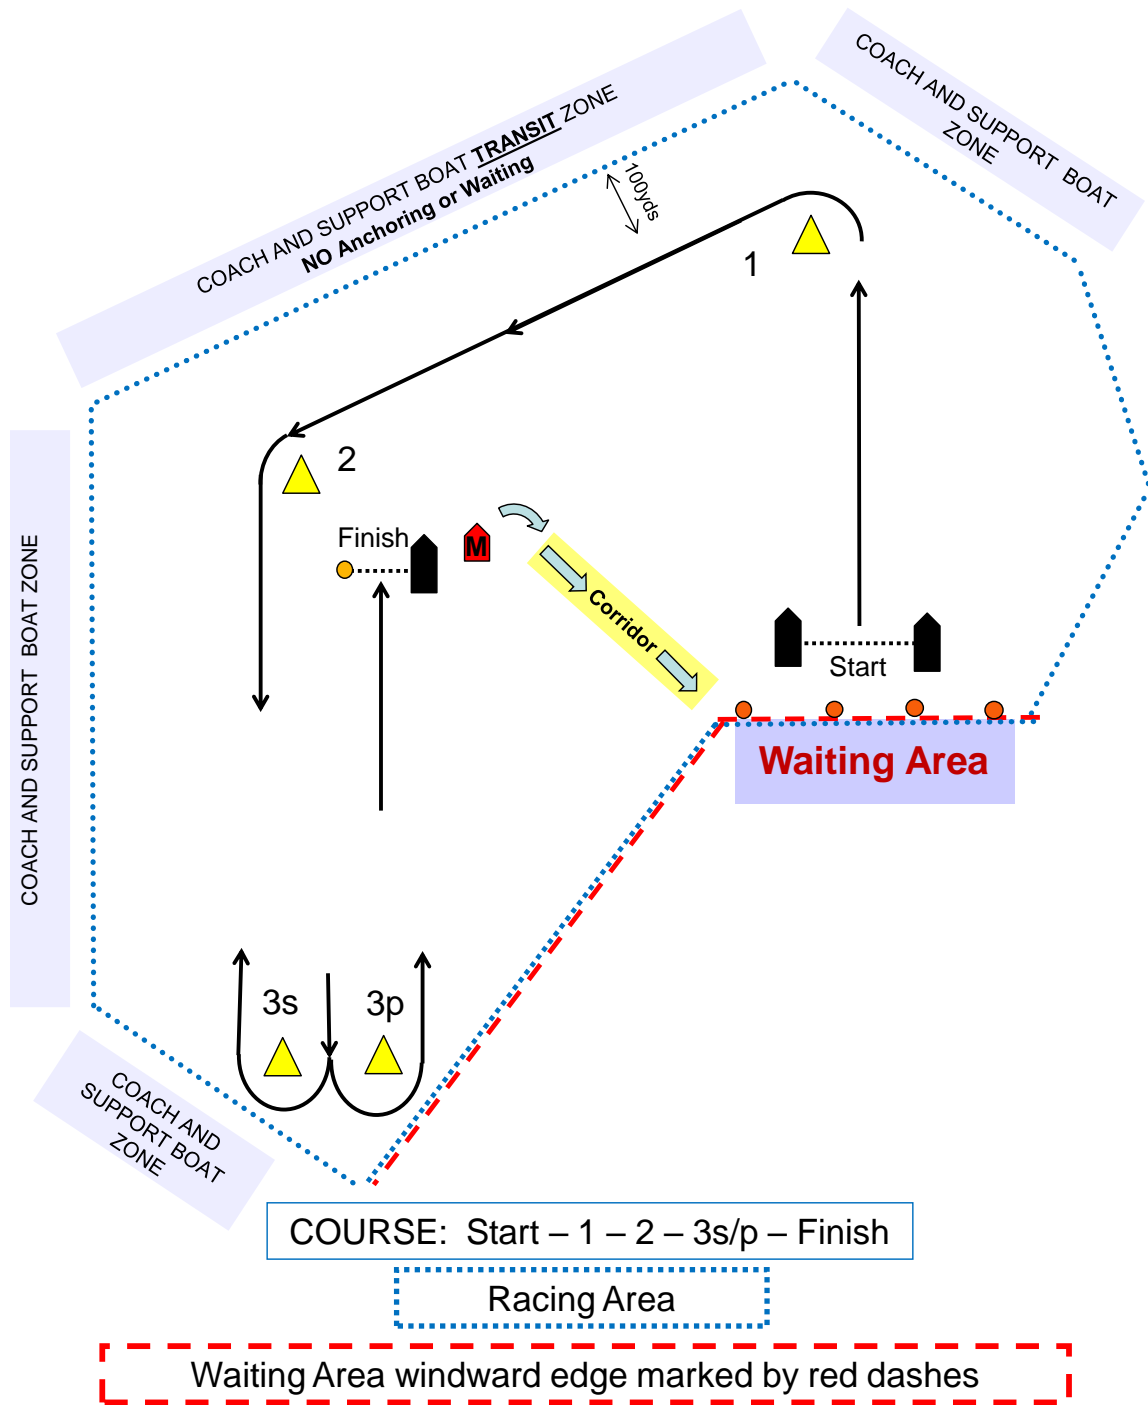 COACH AND SUPPORT BOAT
ZONE
COACH AND SUPPORT BOAT TRANSIT ZONE
NO Anchoring or Waiting
100yds
1
2
Finish
M
Corridor
Start
Waiting Area
COACH AND SUPPORT BOAT ZONE
3s
3p
COACH AND
SUPPORT BOAT
ZONE
COURSE: Start – 1 – 2 – 3s/p – Finish
Racing Area
Waiting Area windward edge marked by red dashes